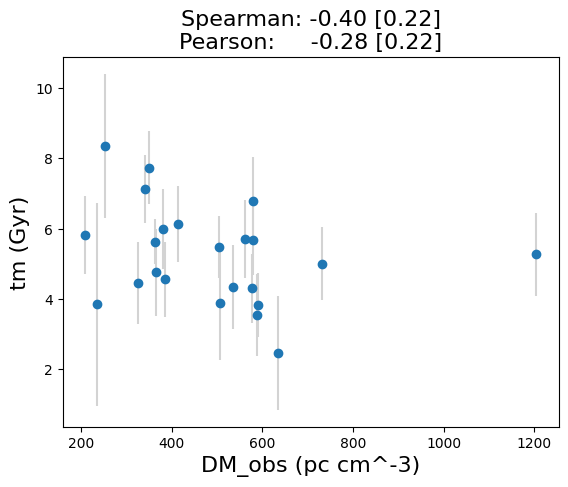 Spearman: -0.40 [0.22]
Pearson: -0.28 [0.22]
10
8
6
4
2
tm (Gyr)
200 400 600 800 1000 1200
DM_obs (pc cm^-3)